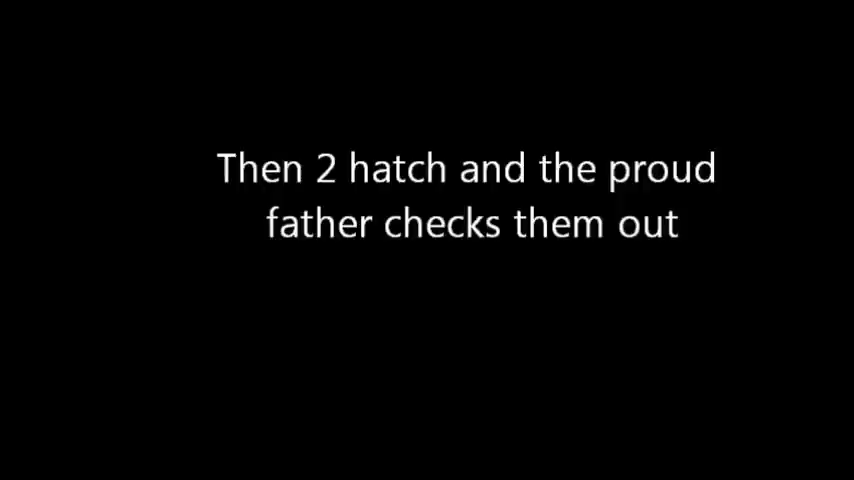 Then 2 hatch and the proud
father checks them out